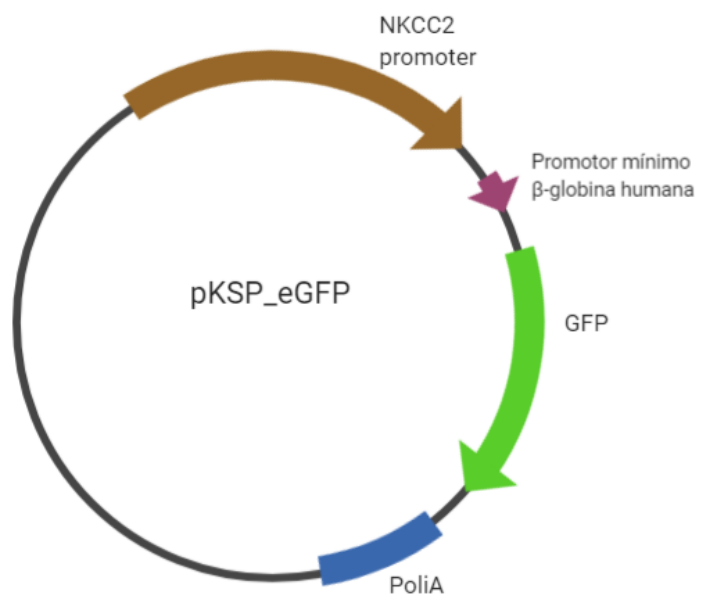 NKCC2
promoter
Promotor mínimo
β-globina humana
pKSP_eGFP
GFP
PoliA